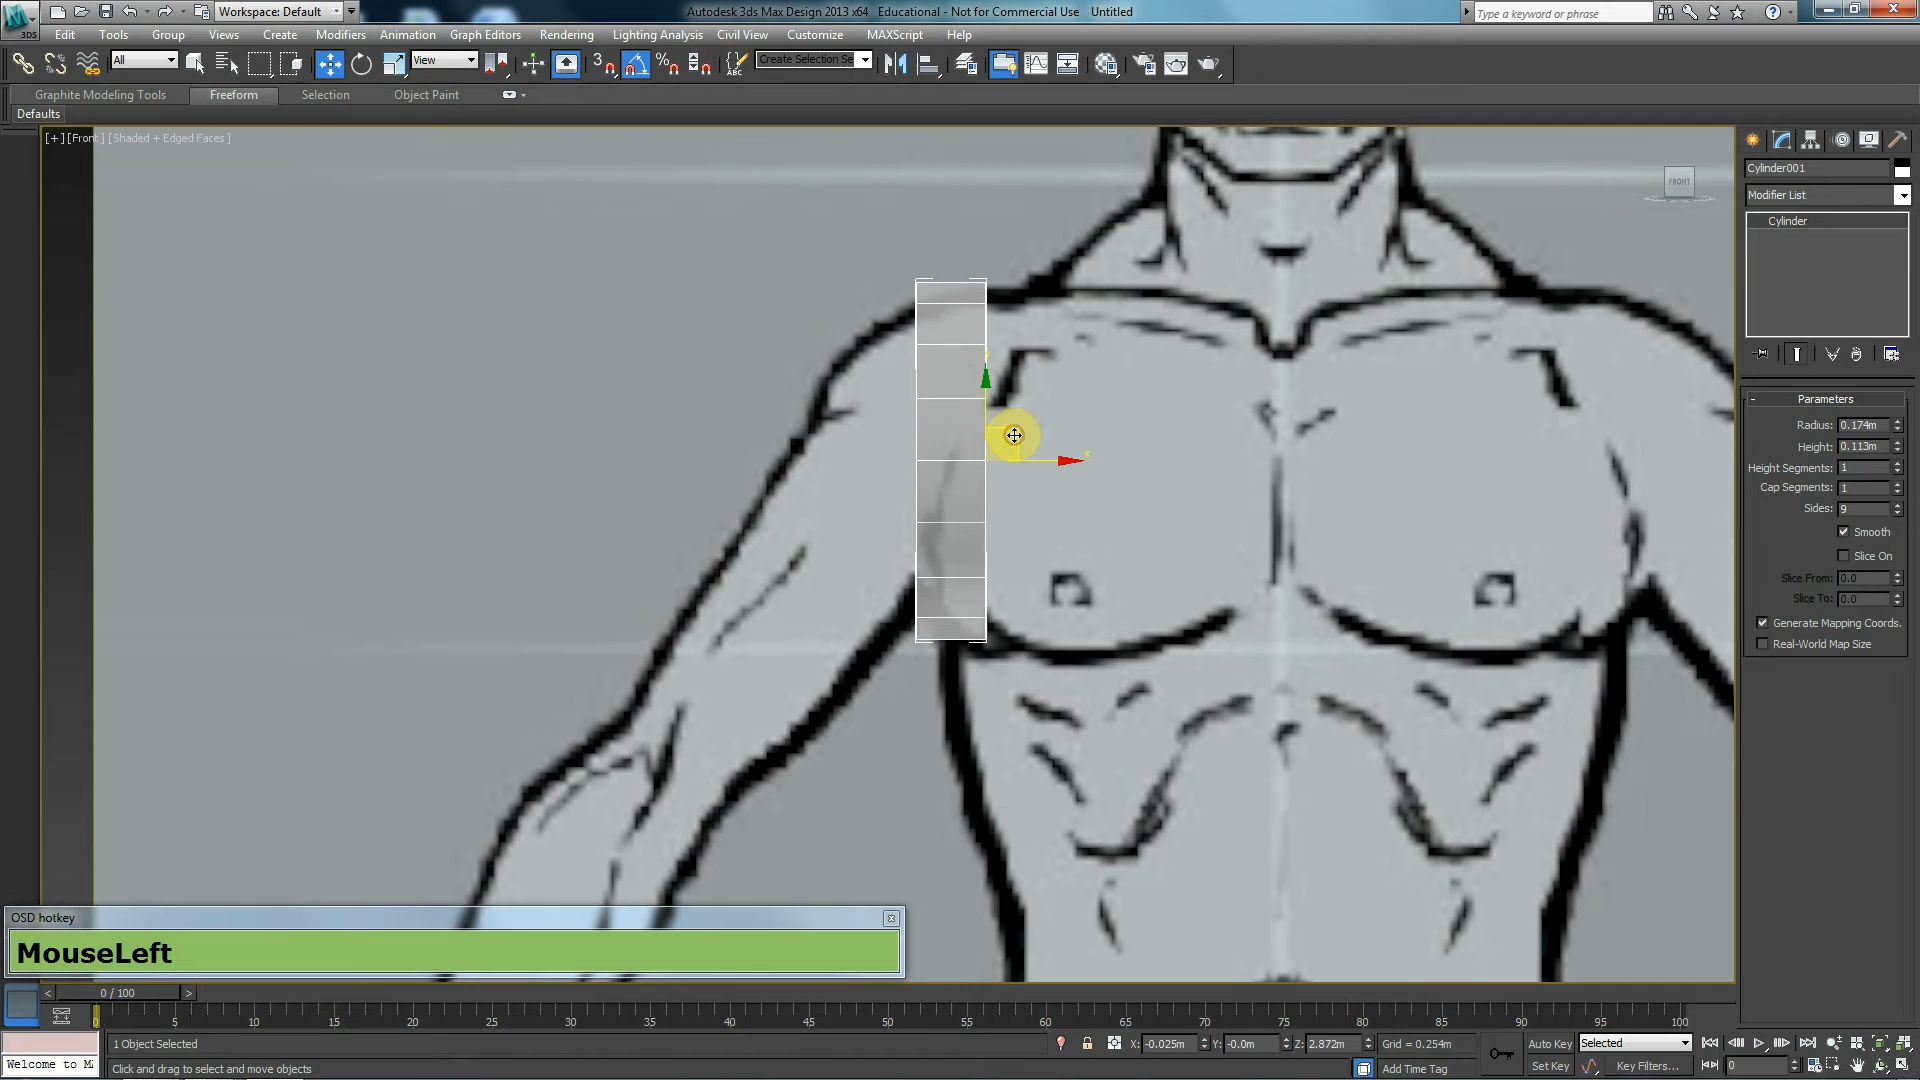 Autodesk 3ds Max Design 2013 x64 Educational - Not for Commercial Use Untitled
Workspace: Default
Type a keyword or phrase
3DS
Edit Tools Group Views Create Modifiers Animation Graph Editors Rendering Lighting Analysis Civil View Customize MAXScript Help
All
View
3
ABC
Create Selection Se
Graphite Modeling Tools Freeform Selection Object Paint
Defaults
[+] [Front] [Shaded + Edged Faces]
FRONT
Cylinder001
Modifier List
Cylinder
y
x
- Parameters
Radius: 0.174m
Height: 0.113m
Height Segments: 1
Cap Segments: 1
Sides: 9
Smooth
Slice On
Slice From: 0.0
Slice To: 0.0
Generate Mapping Coords.
Real-World Map Size
OSD hotkey
MouseLeft
< 0 / 100 >
0 5 10 15 20 25 30 35 40 45 50 55 60 65 70 75 80 85 90 95 100
1 Object Selected
X: -0.025m Y: -0.0m Z: 2.872m Grid = 0.254m
Auto Key Selected
Welcome to M
Click and drag to select and move objects
Add Time Tag
Set Key Key Filters... 0